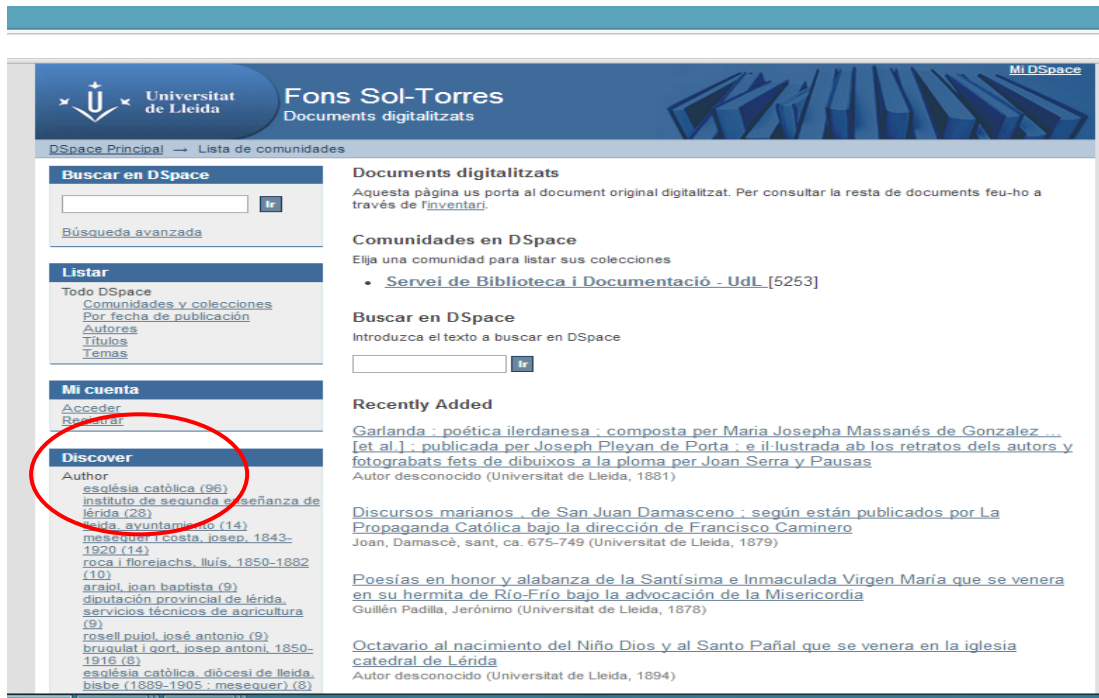 Mi DSpace
Universitat
de Lleida
Fons Sol-Torres
Documents digitalitzats
DSpace Principal → Lista de comunidades
Buscar en DSpace
Ir
Búsqueda avanzada
Listar
Todo DSpace
Comunidades y colecciones
Por fecha de publicación
Autores
Títulos
Temas
Mi cuenta
Acceder
Registrar
Discover
Author
església catòlica (96)
instituto de segunda enseñanza de
lérida (28)
lleida. ayuntamiento (14)
meseguer i costa, josep, 1843-
1920 (14)
roca i florejachs, lluís, 1850-1882
(10)
arajol, joan baptista (9)
diputación provincial de lérida.
servicios técnicos de agricultura
(9)
rosell pujol, josé antonio (9)
brugulat i gort, josep antoni, 1850-
1916 (8)
església catòlica. diòcesi de lleida.
bisbe (1889-1905 : meseguer) (8)
Documents digitalitzats
Aquesta pàgina us porta al document original digitalitzat. Per consultar la resta de documents feu-ho a
través de l'inventari.
Comunidades en DSpace
Elija una comunidad para listar sus colecciones
• Servei de Biblioteca i Documentació - UdL [5253]
Buscar en DSpace
Introduzca el texto a buscar en DSpace
Ir
Recently Added
Garlanda : poética ilerdanesa : composta per Maria Josepha Massanés de Gonzalez ...
[et al.] ; publicada per Joseph Pleyan de Porta ; e il·lustrada ab los retratos dels autors y
fotograbats fets de dibuixos a la ploma per Joan Serra y Pausas
Autor desconocido (Universitat de Lleida, 1881)
Discursos marianos . de San Juan Damasceno ; según están publicados por La
Propaganda Católica bajo la dirección de Francisco Caminero
Joan, Damascè, sant, ca. 675-749 (Universitat de Lleida, 1879)
Poesías en honor y alabanza de la Santísima e Inmaculada Virgen María que se venera
en su hermita de Río-Frío bajo la advocación de la Misericordia
Guillén Padilla, Jerónimo (Universitat de Lleida, 1878)
Octavario al nacimiento del Niño Dios y al Santo Pañal que se venera en la iglesia
catedral de Lérida
Autor desconocido (Universitat de Lleida, 1894)